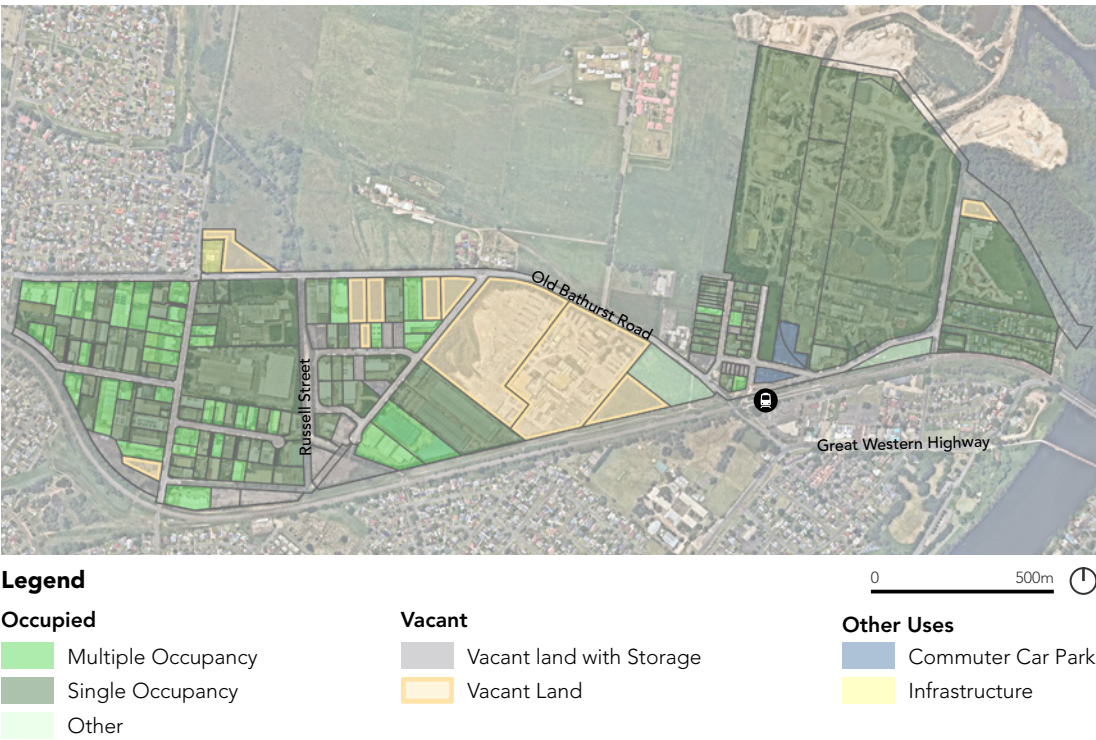 Old Bathurst Road
Russell Street
Great Western Highway
Legend
0 500m
Occupied
Multiple Occupancy
Single Occupancy
Other
Vacant
Vacant land with Storage
Vacant Land
Other Uses
Commuter Car Park
Infrastructure